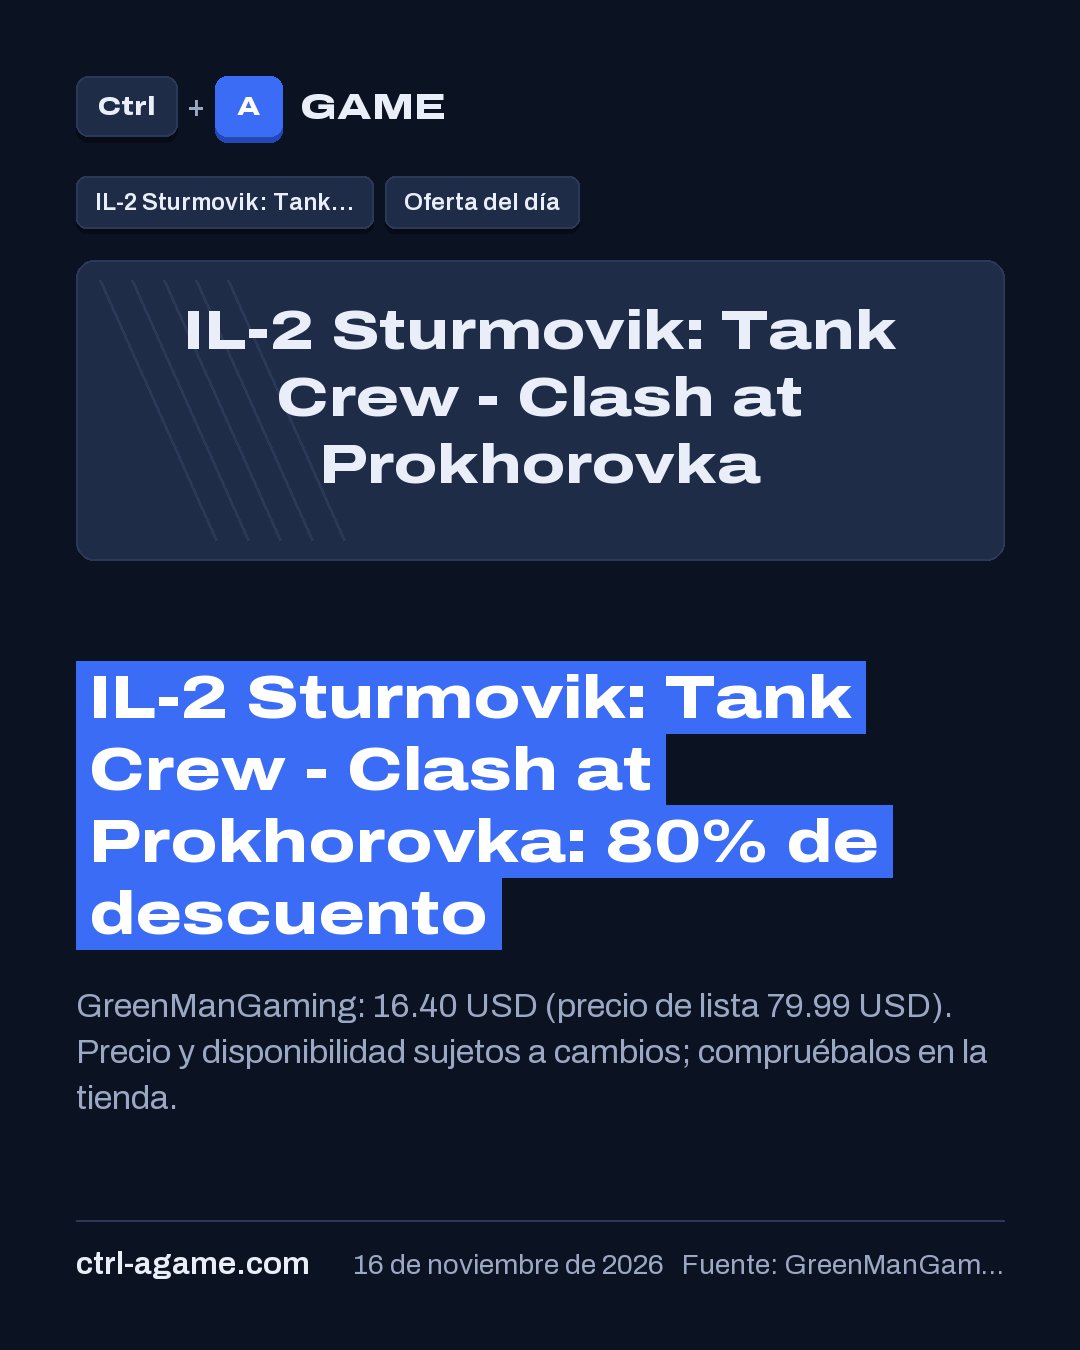 Ctrl + A GAME
IL-2 Sturmovik: Tank... Oferta del día
IL-2 Sturmovik: Tank
Crew - Clash at
Prokhorovka
IL-2 Sturmovik: Tank
Crew - Clash at
Prokhorovka: 80% de
descuento
GreenManGaming: 16.40 USD (precio de lista 79.99 USD).
Precio y disponibilidad sujetos a cambios; compruébalos en la
tienda.
ctrl-agame.com 16 de noviembre de 2026 Fuente: GreenManGam...